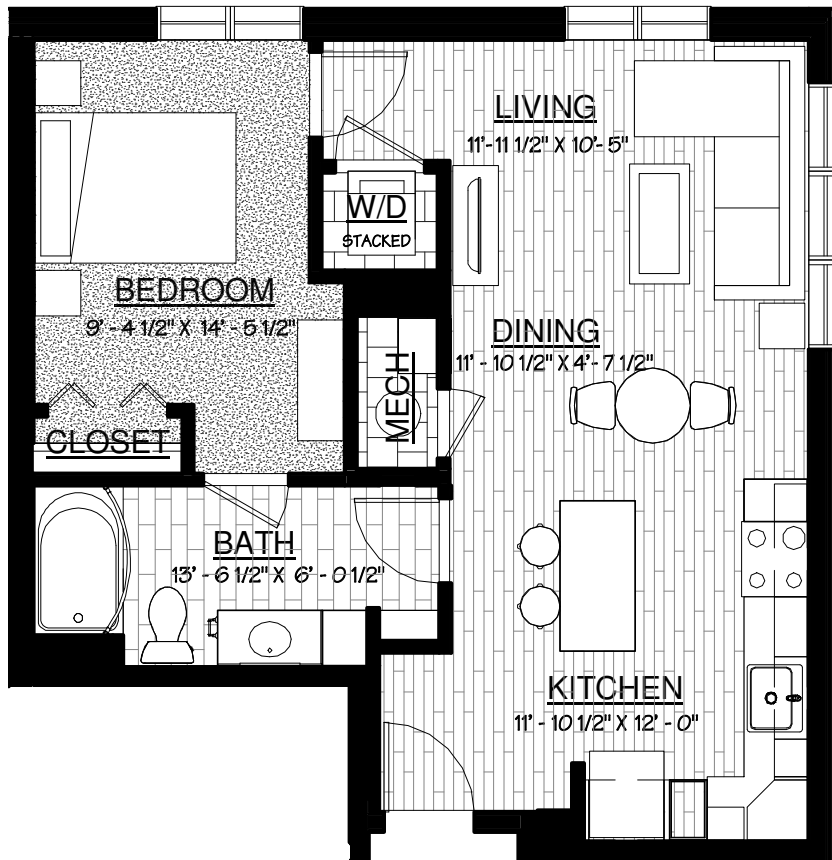 LIVING
11'-11 1/2" X 10'-5"
W/D
STACKED
BEDROOM
9' - 4 1/2" X 14' - 5 1/2"
DINING
11' - 10 1/2" X 4'- 7 1/2"
MECH
CLOSET
BATH
13' - 6 1/2" X 6' - 0 1/2"
KITCHEN
11' - 10 1/2" X 12' - 0"